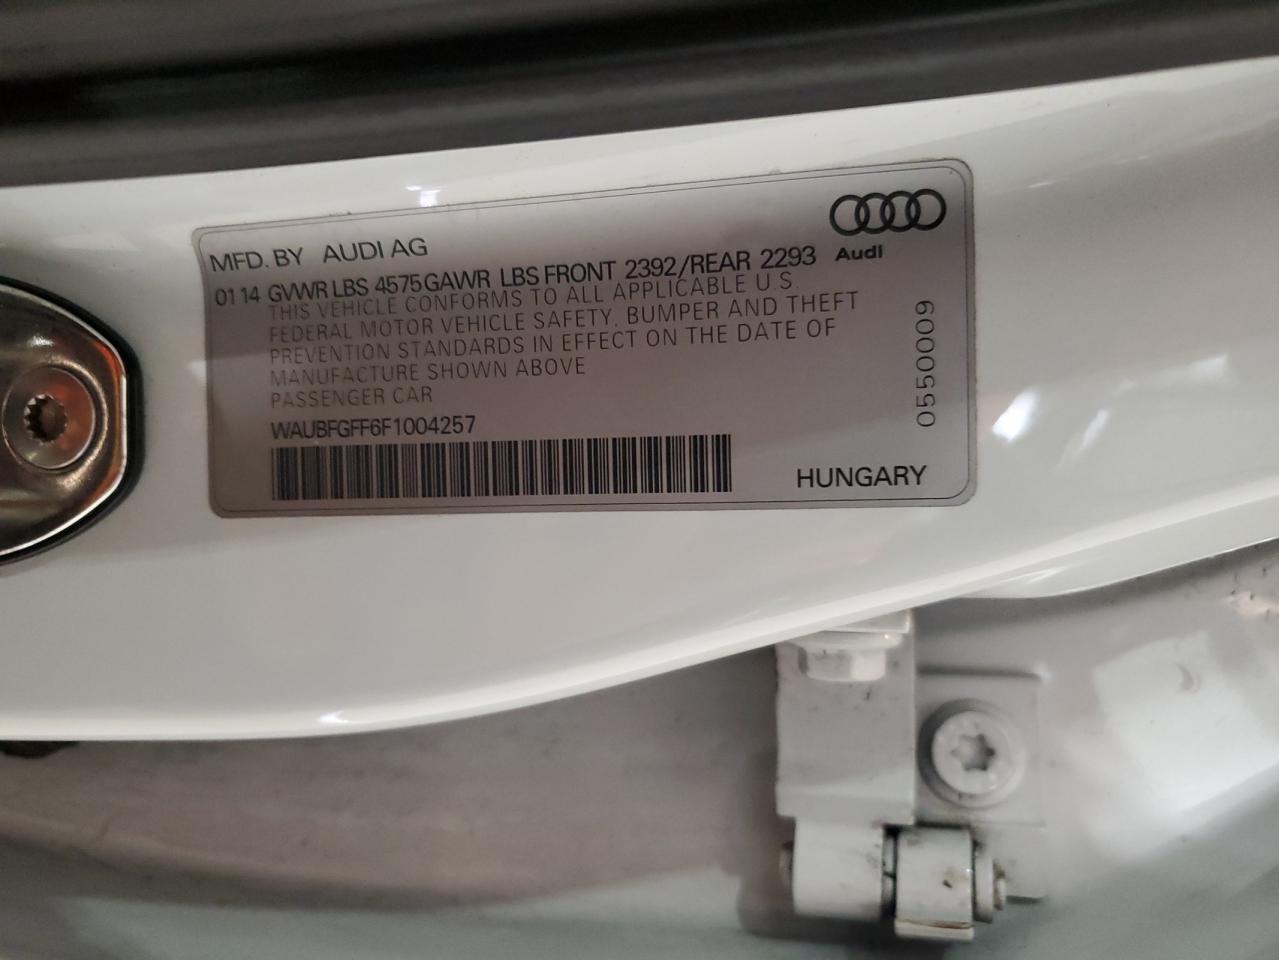 MFD. BY AUDI AG
Audi
01 14 GVWR LBS 4575 GAWR LBS FRONT 2392/REAR 2293
THIS VEHICLE CONFORMS TO ALL APPLICABLE U.S.
FEDERAL MOTOR VEHICLE SAFETY, BUMPER AND THEFT
PREVENTION STANDARDS IN EFFECT ON THE DATE OF
MANUFACTURE SHOWN ABOVE
PASSENGER CAR
WAUBFGFF6F1004257
HUNGARY
0550009